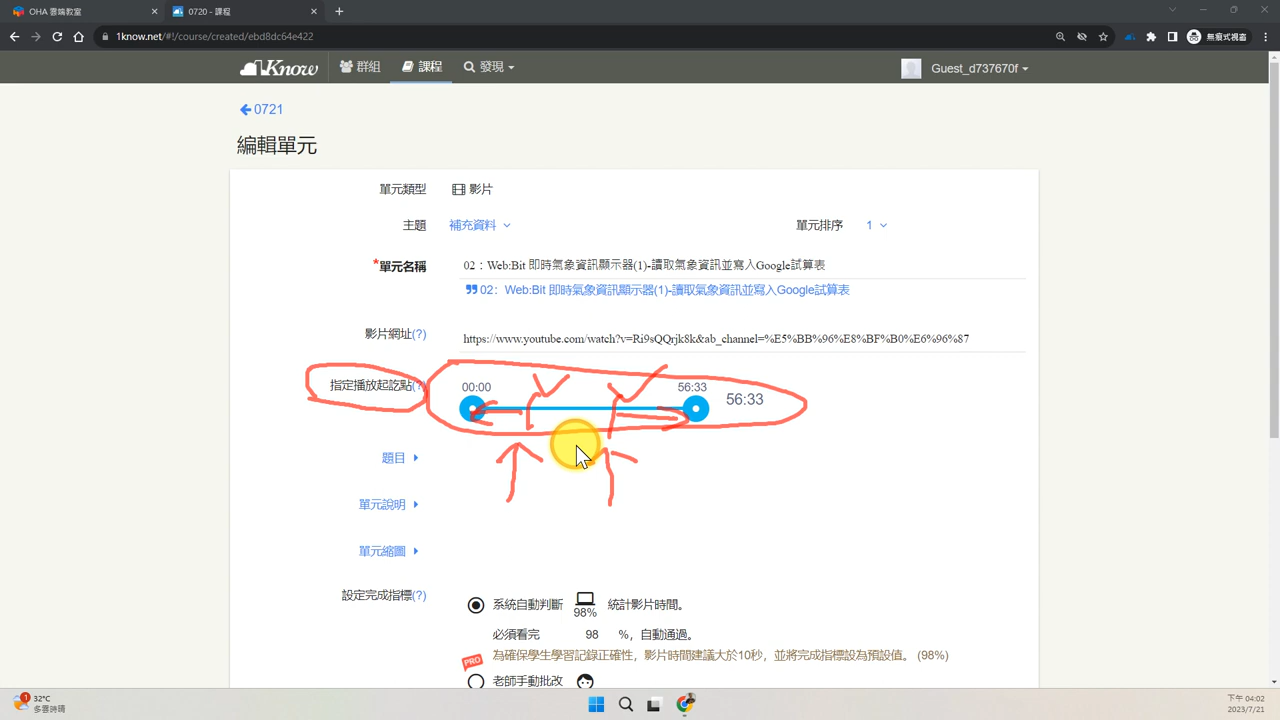 OHA 雲端教室
0720 - 課程
1know.net/#!/course/created/ebd8dc64e422
無痕式視窗
1Know
群組
課程
發現
Guest_d737670f
0721
編輯單元
單元類型 影片
主題 補充資料 單元排序 1
*單元名稱 02：Web:Bit 即時氣象資訊顯示器(1)-讀取氣象資訊並寫入Google試算表
02：Web:Bit 即時氣象資訊顯示器(1)-讀取氣象資訊並寫入Google試算表
影片網址(?) https://www.youtube.com/watch?v=Ri9sQQrjk8k&ab_channel=%E5%BB%96%E8%BF%B0%E6%96%87
指定播放起訖點(?) 00:00 56:33 56:33
題目
單元說明
單元縮圖
設定完成指標(?) 系統自動判斷 98% 統計影片時間。
必須看完 98 %，自動通過。
PRO 為確保學生學習記錄正確性，影片時間建議大於10秒，並將完成指標設為預設值。 (98%)
老師手動批改
1
32°C
多雲時晴
下午 04:02
2023/7/21